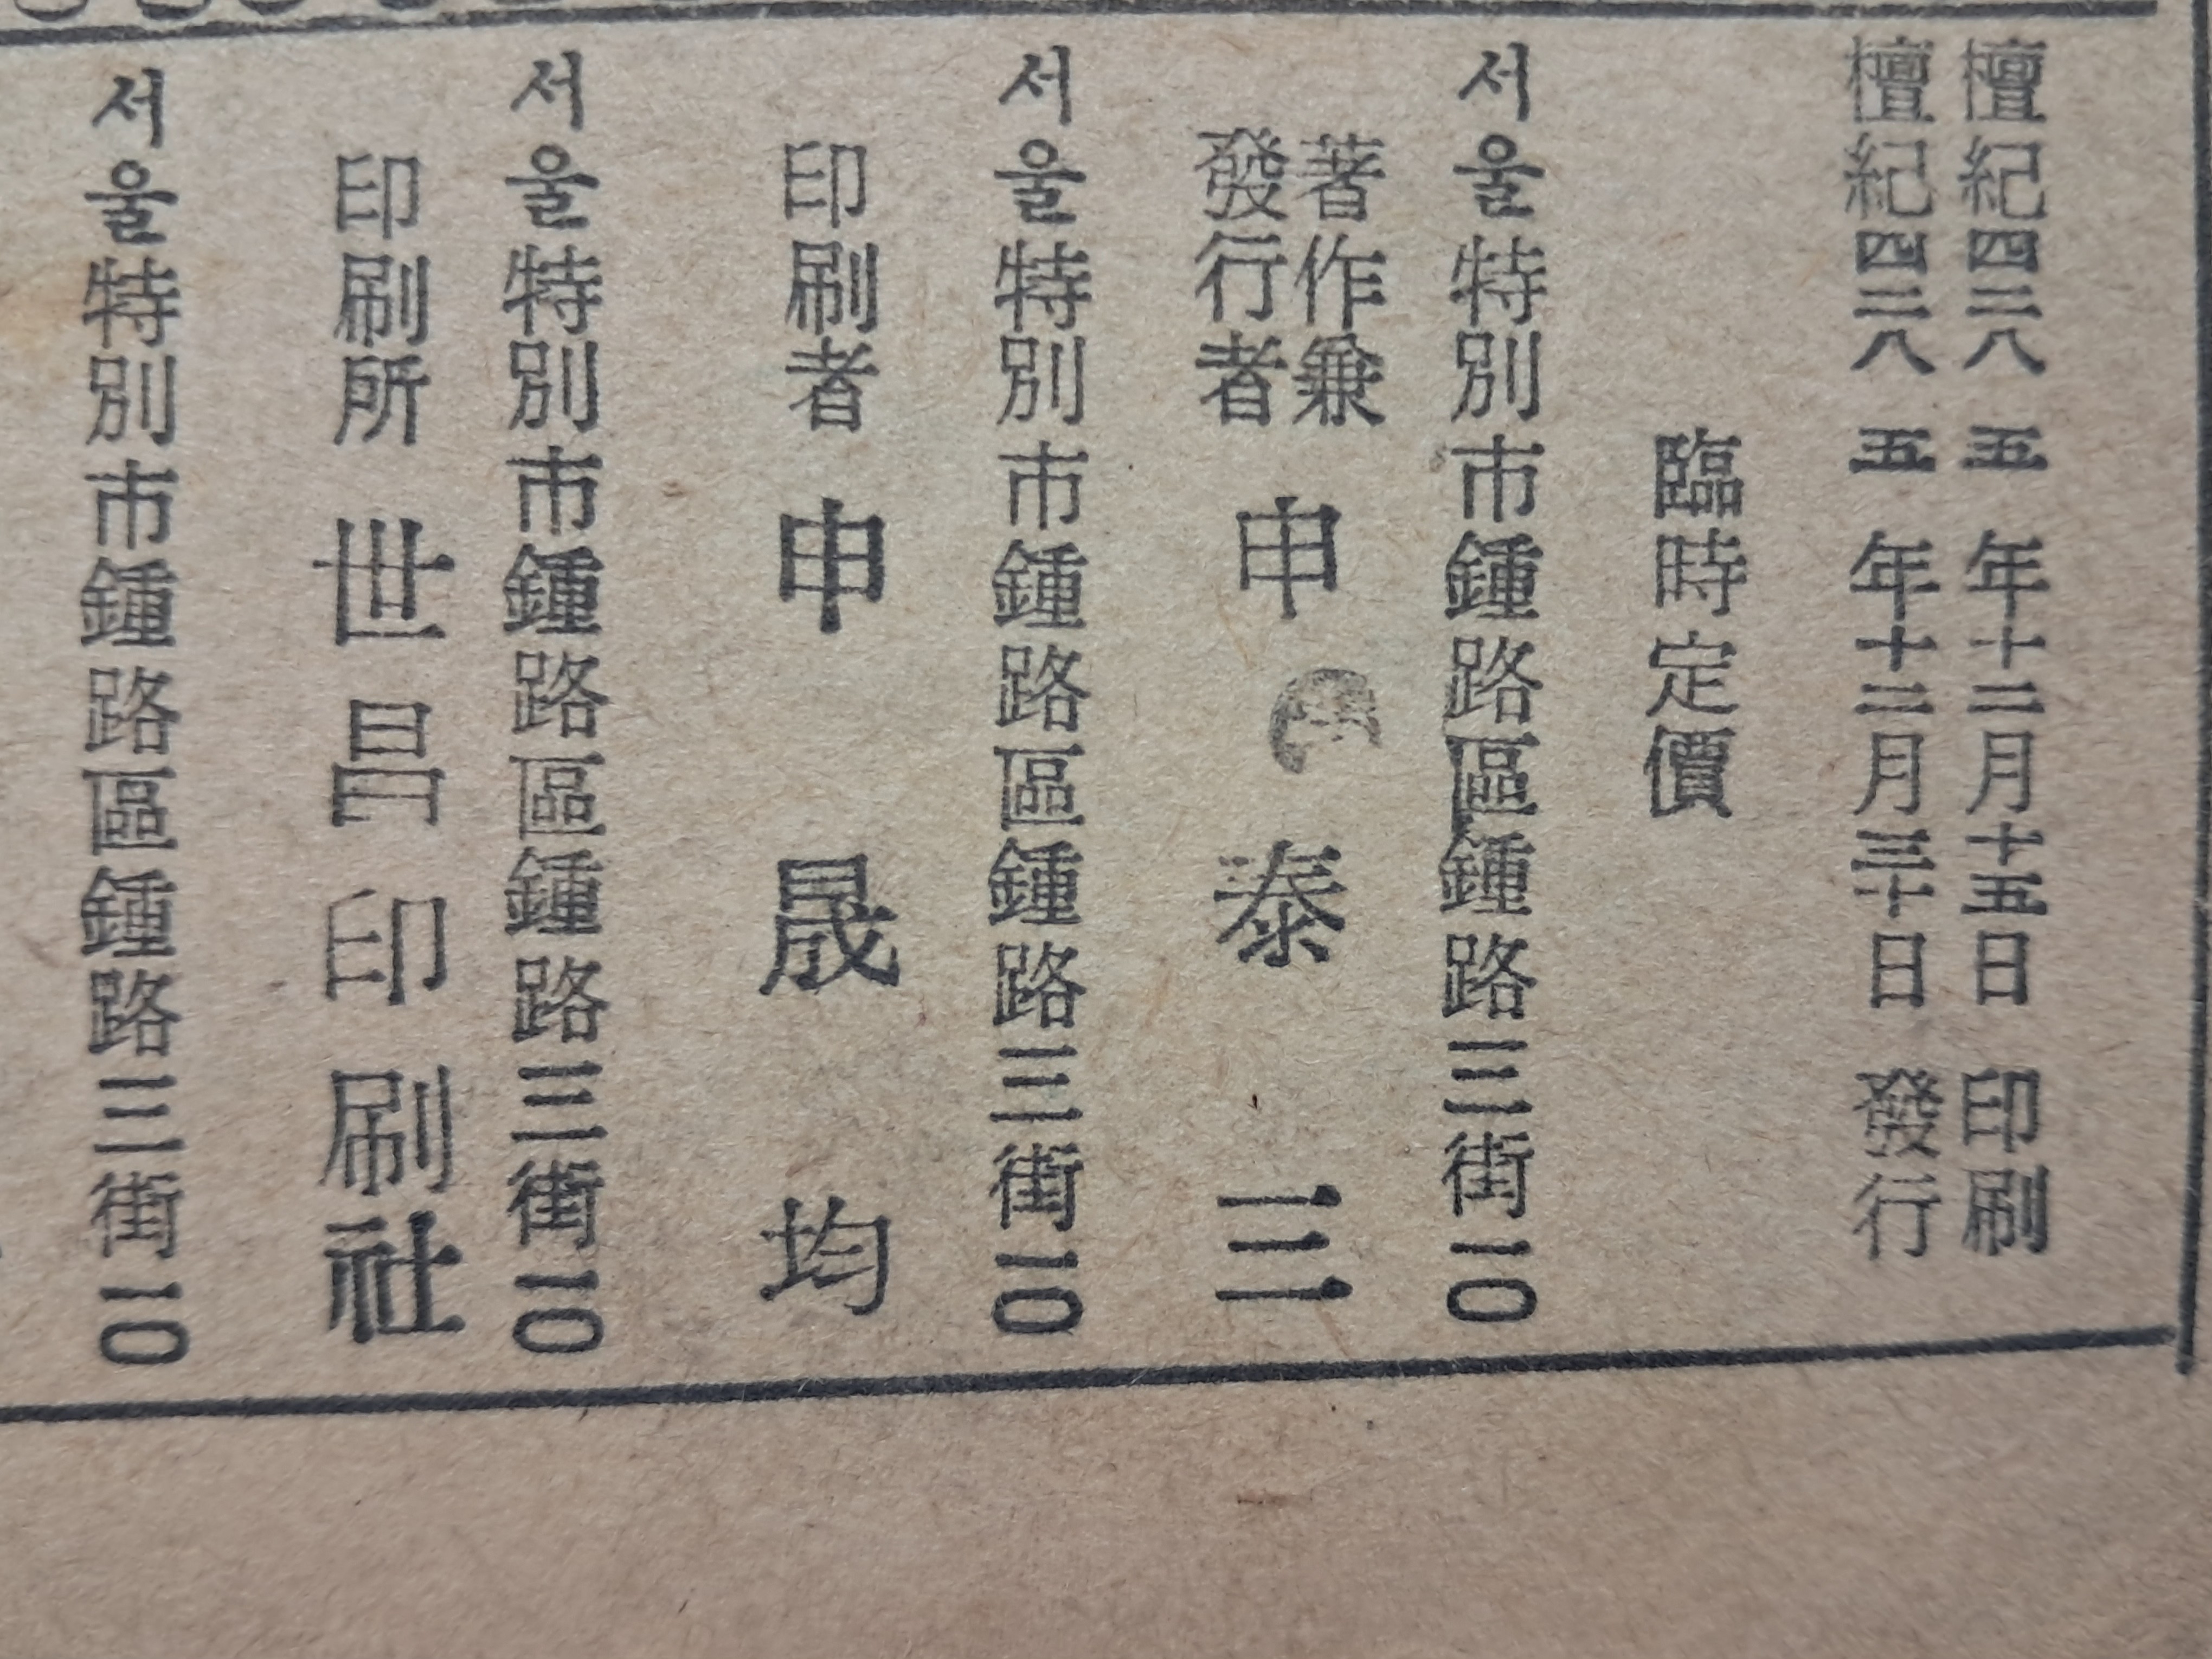 檀紀四二八五年十二月十五日 印刷
檀紀四二八五年十二月三十日 發行
臨時定價
서울特別市鍾路區鍾路三街一〇
著作兼
發行者 申泰三
서울特別市鍾路區鍾路三街一〇
印刷者 申晟均
서울特別市鍾路區鍾路三街一〇
印刷所 世昌印刷社
서울特別市鍾路區鍾路三街一〇